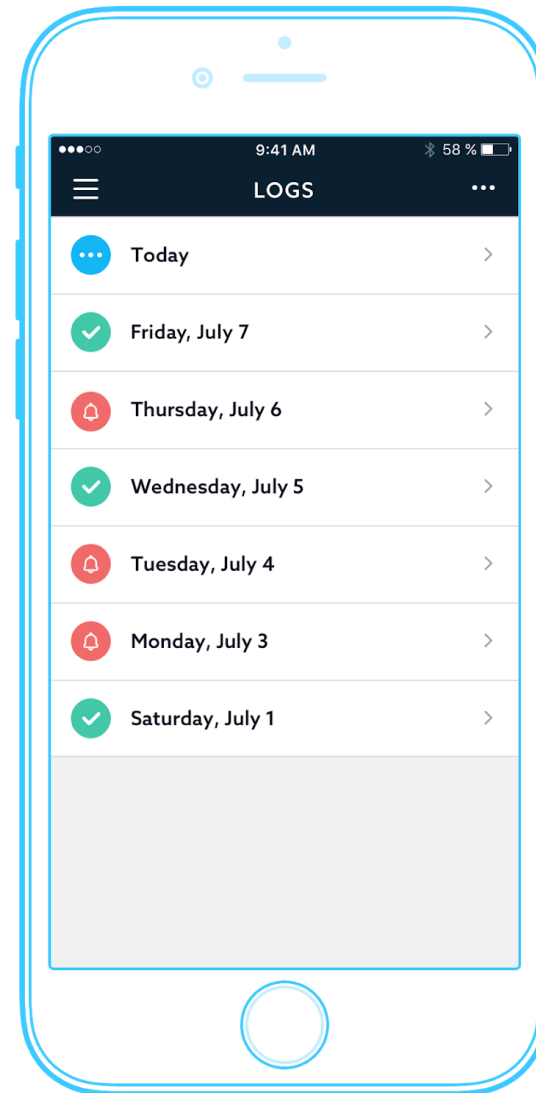 9:41 AM 58 %
LOGS
Today
Friday, July 7
Thursday, July 6
Wednesday, July 5
Tuesday, July 4
Monday, July 3
Saturday, July 1